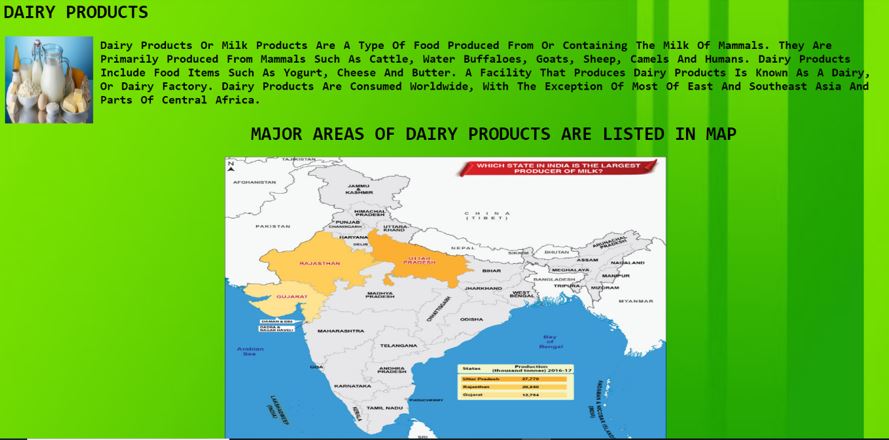 DAIRY PRODUCTS
Dairy Products Or Milk Products Are A Type Of Food Produced From Or Containing The Milk Of Mammals. They Are
Primarily Produced From Mammals Such As Cattle, Water Buffaloes, Goats, Sheep, Camels And Humans. Dairy Products
Include Food Items Such As Yogurt, Cheese And Butter. A Facility That Produces Dairy Products Is Known As A Dairy,
Or Dairy Factory. Dairy Products Are Consumed Worldwide, With The Exception Of Most Of East And Southeast Asia And
Parts Of Central Africa.
MAJOR AREAS OF DAIRY PRODUCTS ARE LISTED IN MAP
N
TAJIKISTAN
WHICH STATE IN INDIA IS THE LARGEST
PRODUCER OF MILK?
AFGHANISTAN
JAMMU
&
KASHMIR
HIMACHAL
PRADESH
CHINA
(TIBET)
PAKISTAN
PUNJAB
CHANDIGARH
UTTARA-
KHAND
HARYANA
DELHI
NEPAL
SIKKIM
BHUTAN
ARUNACHAL
PRADESH
RAJASTHAN
UTTAR
PRADESH
ASSAM
NAGALAND
BIHAR
MEGHALAYA
MANIPUR
BANGLADESH
GUJARAT
MADHYA
PRADESH
JHARKHAND
WEST
BENGAL
TRIPURA
MIZORAM
MYANMAR
CHHATTISGARH
DAMAN & DIU
DADRA &
NAGAR HAVELI
ODISHA
MAHARASHTRA
Arabian
Sea
TELANGANA
Bay
of
Bengal
GOA
ANDHRA
PRADESH
States
Production
(thousand tonnes) 2016-17
Uttar Pradesh
Rajasthan
Gujarat
KARNATAKA
PUDUCHERRY
LAKSHADWEEP
(INDIA)
KERALA
TAMIL NADU
ANDAMAN & NICOBAR ISLANDS
(INDIA)
SRI